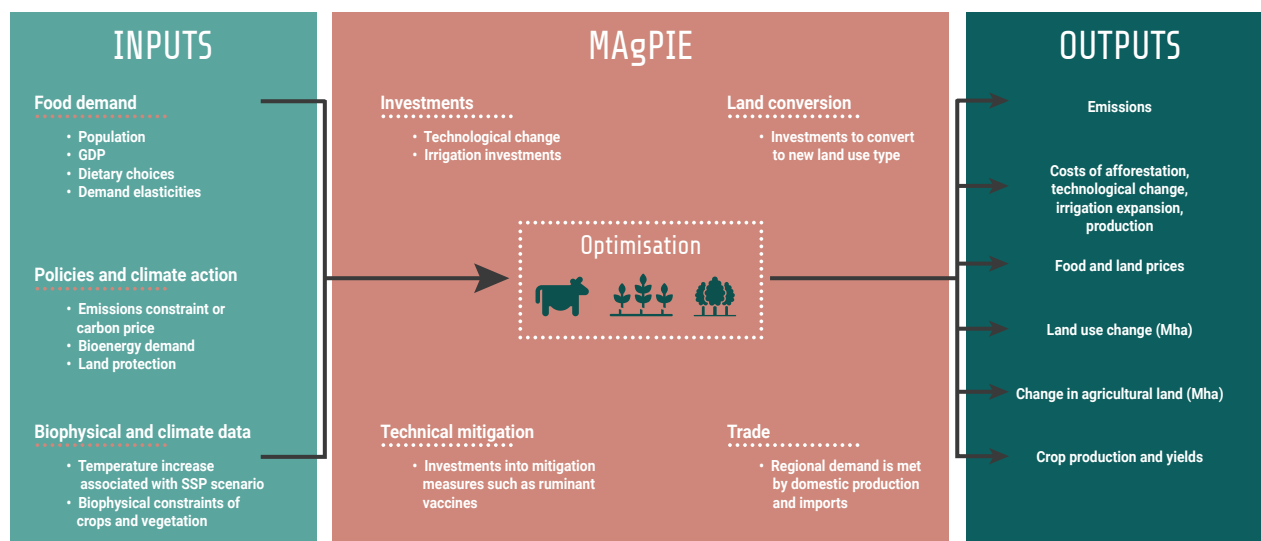 INPUTS
Food demand
• Population
• GDP
• Dietary choices
• Demand elasticities
Policies and climate action
• Emissions constraint or
carbon price
• Bioenergy demand
• Land protection
Biophysical and climate data
• Temperature increase
associated with SSP scenario
• Biophysical constraints of
crops and vegetation
MAgPIE
Investments
• Technological change
• Irrigation investments
Land conversion
• Investments to convert
to new land use type
Optimisation
Technical mitigation
• Investments into mitigation
measures such as ruminant
vaccines
Trade
• Regional demand is met
by domestic production
and imports
OUTPUTS
Emissions
Costs of afforestation,
technological change,
irrigation expansion,
production
Food and land prices
Land use change (Mha)
Change in agricultural land (Mha)
Crop production and yields